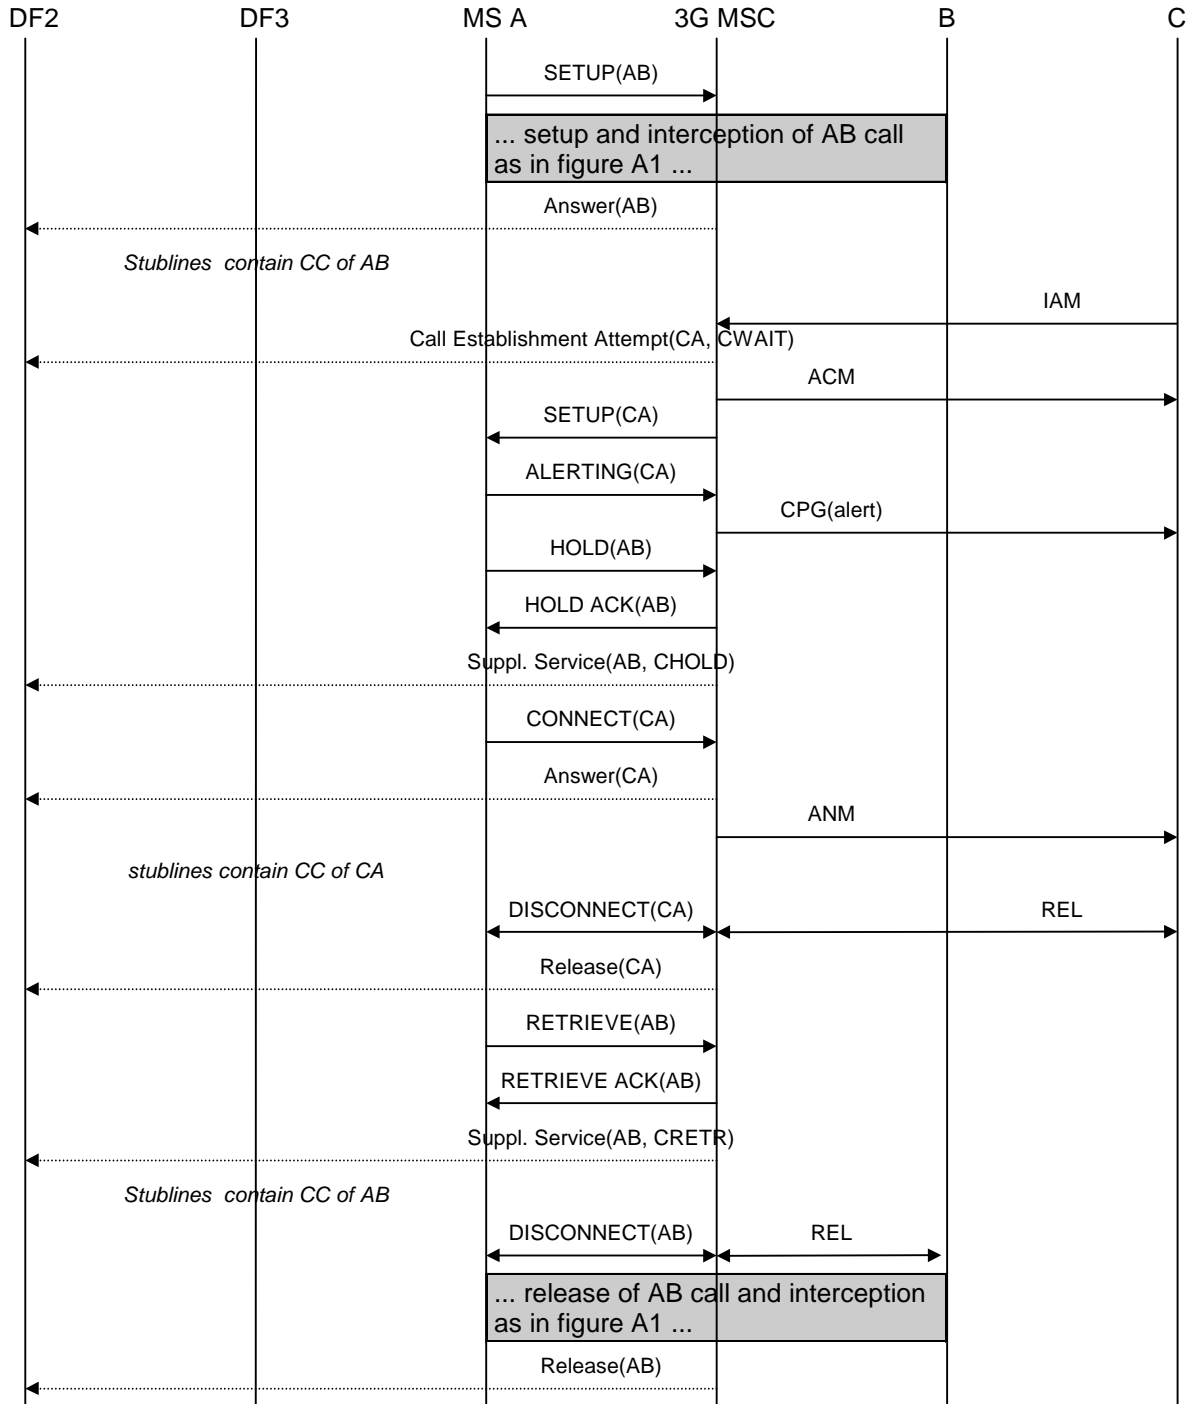 DF2 DF3 MS A 3G MSC B C
SETUP(AB)
... setup and interception of AB call
as in figure A1 ...
Answer(AB)
Stublines contain CC of AB
IAM
Call Establishment Attempt(CA, CWAIT)
ACM
SETUP(CA)
ALERTING(CA)
CPG(alert)
HOLD(AB)
HOLD ACK(AB)
Suppl. Service(AB, CHOLD)
CONNECT(CA)
Answer(CA)
ANM
stublines contain CC of CA
DISCONNECT(CA) REL
Release(CA)
RETRIEVE(AB)
RETRIEVE ACK(AB)
Suppl. Service(AB, CRETR)
Stublines contain CC of AB
DISCONNECT(AB) REL
... release of AB call and interception
as in figure A1 ...
Release(AB)